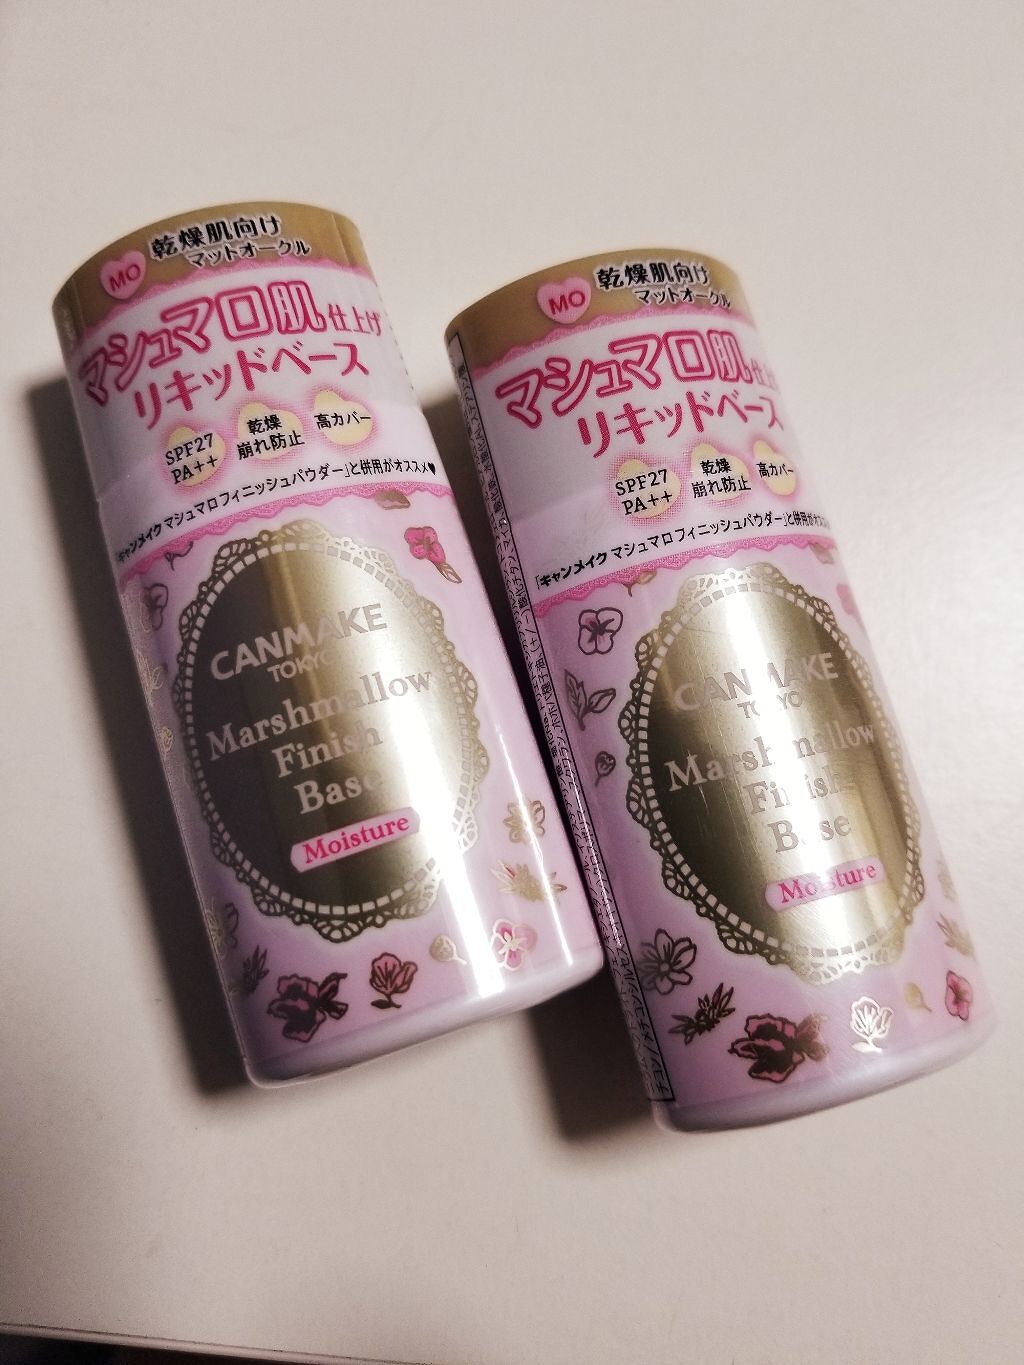 MO
乾燥肌向け
マットオークル
マシュマロ肌仕上げ
リキッドベース
SPF27
PA++
乾燥
崩れ防止
高カバー
「キャンメイク マシュマロフィニッシュパウダー」と併用がオススメ♥
CANMAKE
TOKYO
Marshmallow
Finish
Base
Moisture
MO
乾燥肌向け
マットオークル
マシュマロ肌仕
リキッドベース
SPF27
PA++
乾燥
崩れ防止
高カバー
「キャンメイク マシュマロフィニッシュパウダー」と併用がオス
CANMAKE
TOKYO
Marshmallow
Finish
Base
Moisture